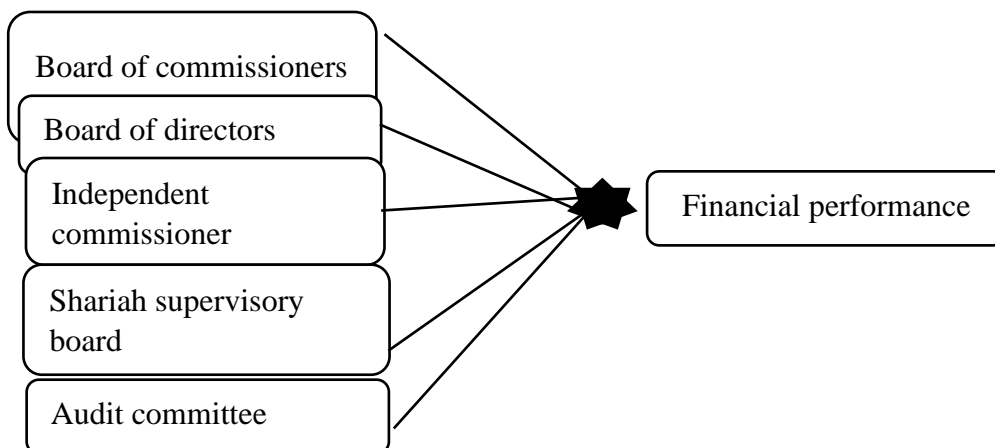 Board of commissioners
Board of directors
Independent
commissioner
Shariah supervisory
board
Audit committee
Financial performance